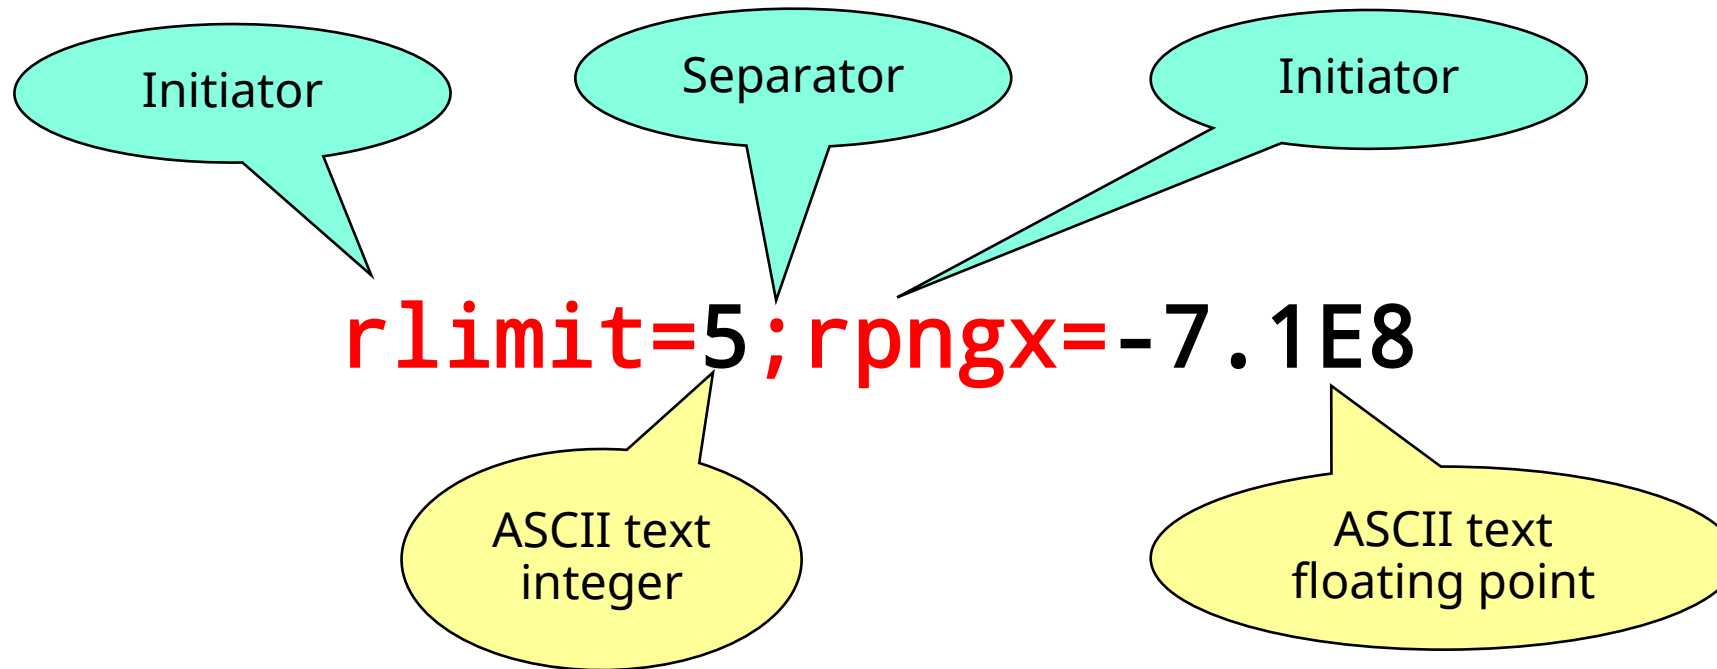 Initiator
Separator
Initiator
rlimit=5;rpngx=-7.1E8
ASCII text
integer
ASCII text
floating point